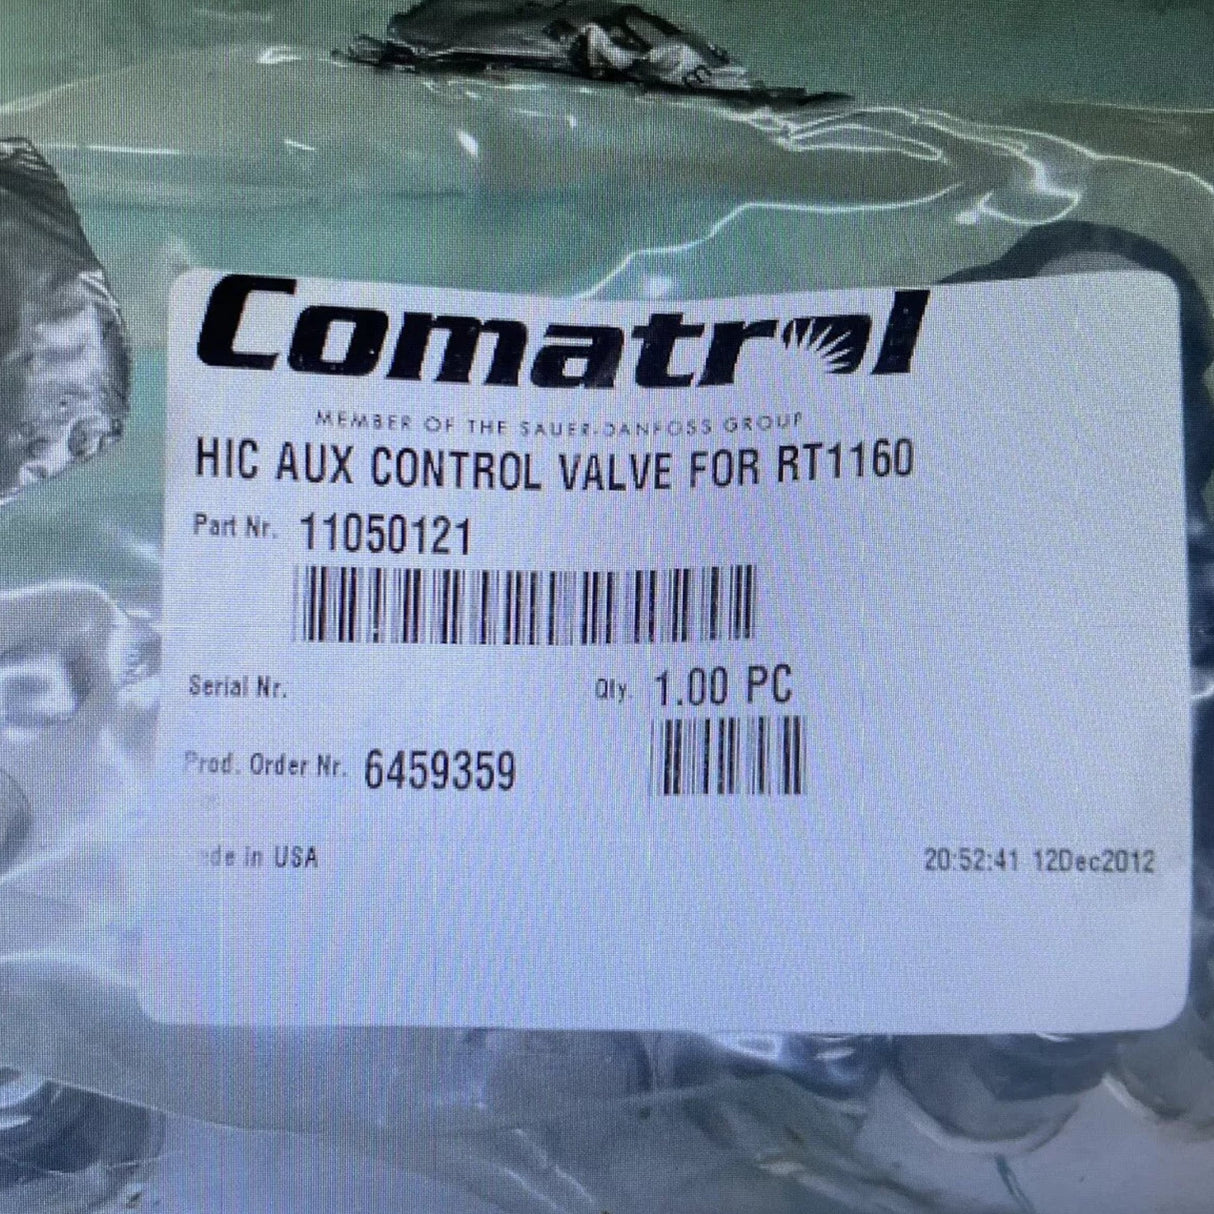 Comatrol
MEMBER OF THE SAUER-DANFOSS GROUP
HIC AUX CONTROL VALVE FOR RT1160
Part Nr. 11050121
Serial Nr. Qty. 1.00 PC
Prod. Order Nr. 6459359
de in USA 20:52:41 12Dec2012